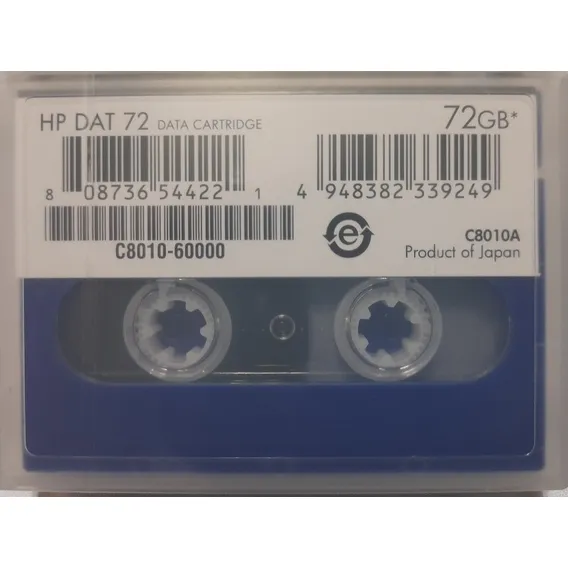 HP DAT 72 DATA CARTRIDGE
72GB*
8 08736 54422 1
4 948382 339249
C8010-60000
e
C8010A
Product of Japan